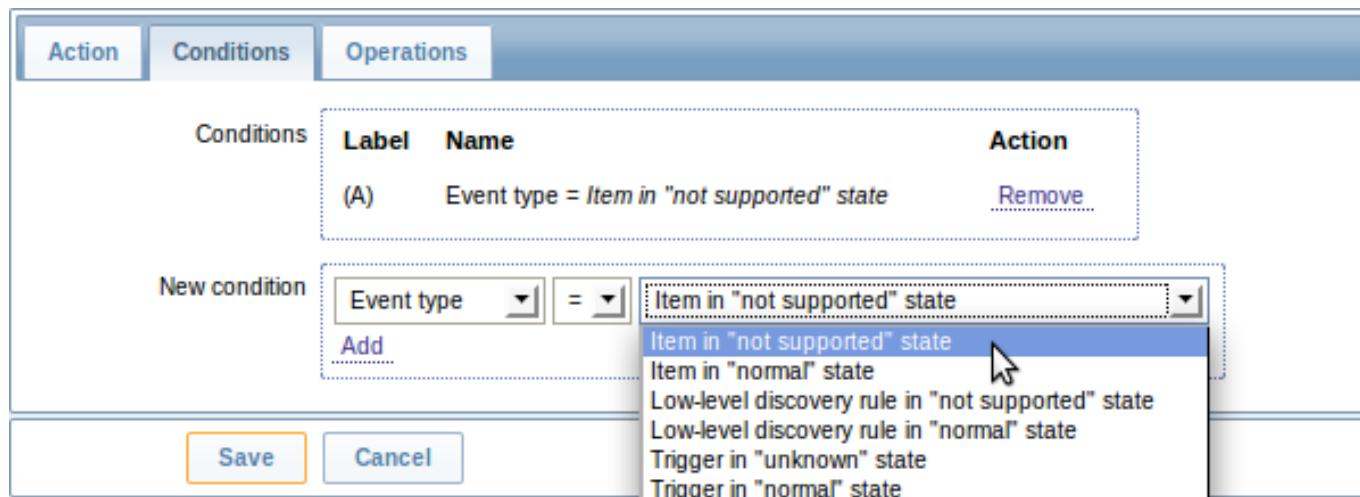 Action Conditions Operations
Conditions Label Name Action
(A) Event type = Item in "not supported" state Remove
New condition Event type = Item in "not supported" state
Add
Item in "not supported" state
Item in "normal" state
Low-level discovery rule in "not supported" state
Low-level discovery rule in "normal" state
Save Cancel
Trigger in "unknown" state
Trigger in "normal" state